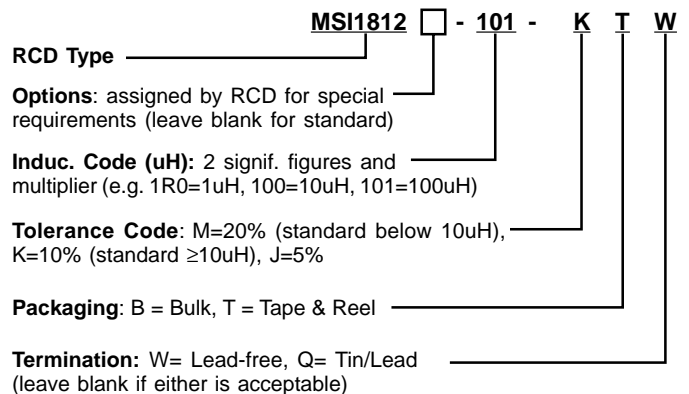 MSI1812 □ - 101 - K T W
RCD Type
Options: assigned by RCD for special
requirements (leave blank for standard)
Induc. Code (uH): 2 signif. figures and
multiplier (e.g. 1R0=1uH, 100=10uH, 101=100uH)
Tolerance Code: M=20% (standard below 10uH),
K=10% (standard ≥10uH), J=5%
Packaging: B = Bulk, T = Tape & Reel
Termination: W= Lead-free, Q= Tin/Lead
(leave blank if either is acceptable)